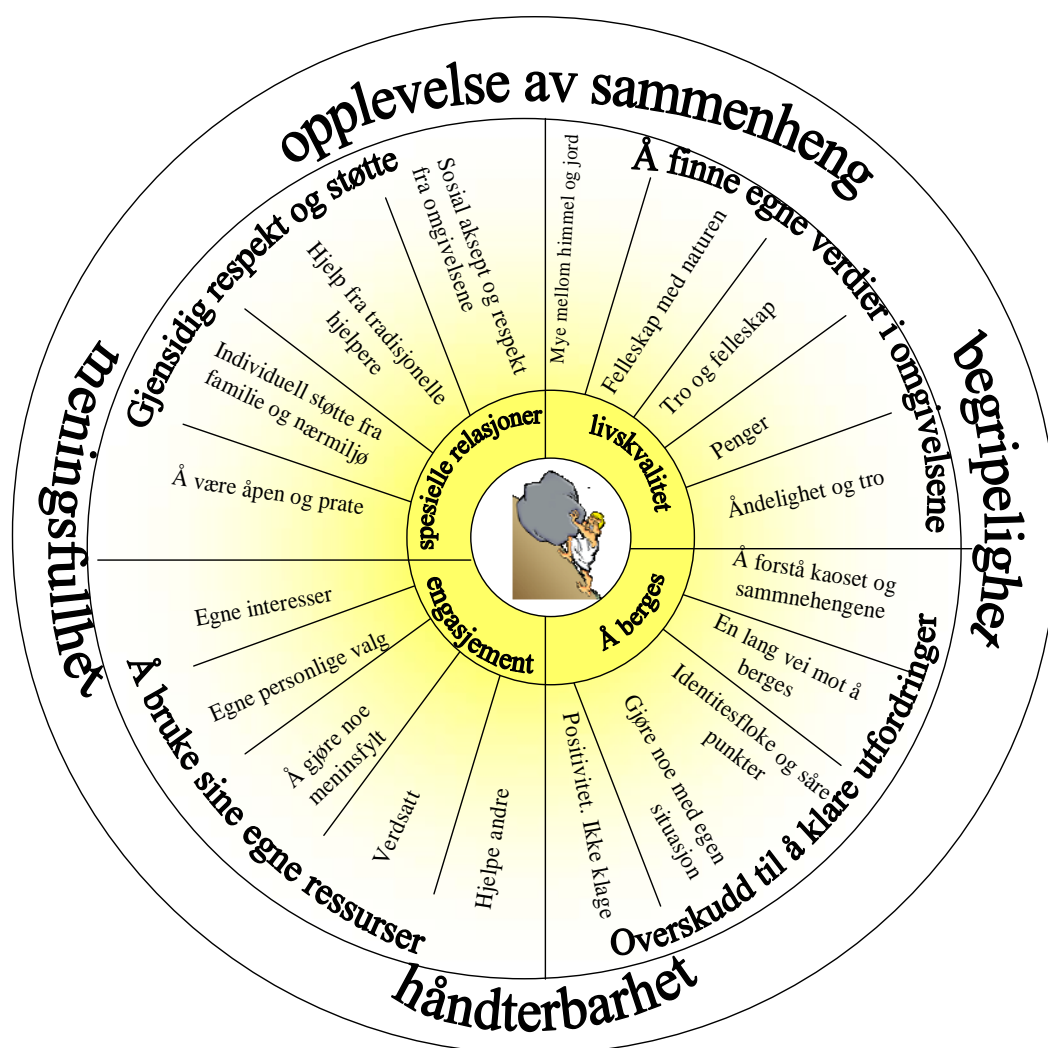 opplevelse av sammenheng
begripelighet
håndterbarhet
meningsfullhet
Å finne egne verdier i omgivelsene
Overskudd til å klare utfordringer
Å bruke sine egne ressurser
Gjensidig respekt og støtte
livskvalitet
Å berges
engasjement
spesielle relasjoner
Mye mellom himmel og jord
Felleskap med naturen
Tro og felleskap
Penger
Åndelighet og tro
Å forstå kaoset og
sammnehengene
En lang vei mot å
berges
Identitesfloke og såre
punkter
Gjøre noe med egen
situasjon
Positivitet. Ikke klage
Hjelpe andre
Verdsatt
Å gjøre noe
meninsfylt
Egne personlige valg
Egne interesser
Å være åpen og prate
Individuell støtte fra
familie og nærmiljø
Hjelp fra tradisjonelle
hjelpere
Sosial aksept og respekt
fra omgivelsene